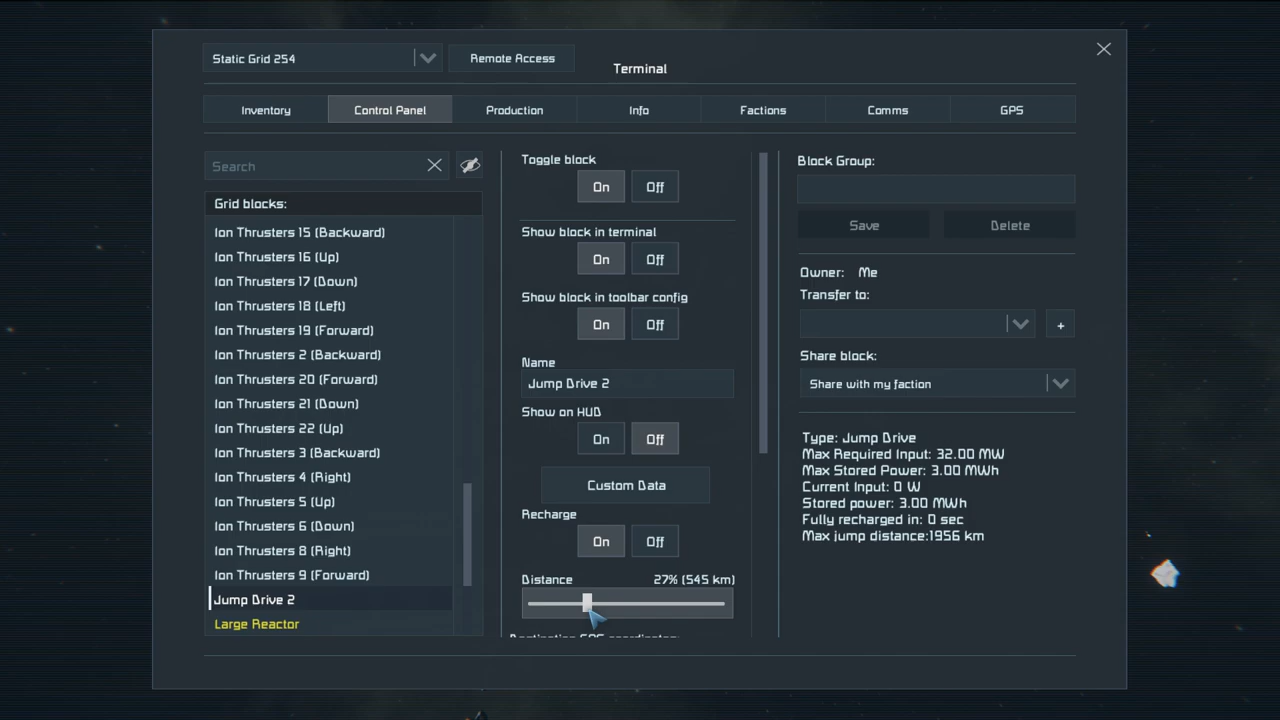 Static Grid 254
Remote Access
Terminal
Inventory
Control Panel
Production
Info
Factions
Comms
GPS
Search
Grid blocks:
Ion Thrusters 15 (Backward)
Ion Thrusters 16 (Up)
Ion Thrusters 17 (Down)
Ion Thrusters 18 (Left)
Ion Thrusters 19 (Forward)
Ion Thrusters 2 (Backward)
Ion Thrusters 20 (Forward)
Ion Thrusters 21 (Down)
Ion Thrusters 22 (Up)
Ion Thrusters 3 (Backward)
Ion Thrusters 4 (Right)
Ion Thrusters 5 (Up)
Ion Thrusters 6 (Down)
Ion Thrusters 8 (Right)
Ion Thrusters 9 (Forward)
Jump Drive 2
Large Reactor
Toggle block
On Off
Show block in terminal
On Off
Show block in toolbar config
On Off
Name
Jump Drive 2
Show on HUD
On Off
Custom Data
Recharge
On Off
Distance 27% (545 km)
Destination GPS coordinates:
Block Group:
Save Delete
Owner: Me
Transfer to:
+
Share block:
Share with my faction
Type: Jump Drive
Max Required Input: 32.00 MW
Max Stored Power: 3.00 MWh
Current Input: 0 W
Stored power: 3.00 MWh
Fully recharged in: 0 sec
Max jump distance:1956 km